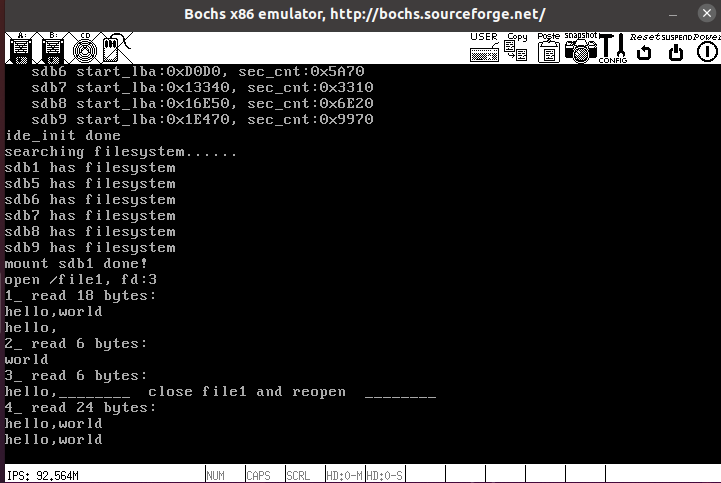 Bochs x86 emulator, http://bochs.sourceforge.net/
A: B: CD USER Copy Paste snapshot CONFIG Reset SUSPEND Power
sdb6 start_lba:0xD0D0, sec_cnt:0x5A70
sdb7 start_lba:0x13340, sec_cnt:0x3310
sdb8 start_lba:0x16E50, sec_cnt:0x6E20
sdb9 start_lba:0x1E470, sec_cnt:0x9970
ide_init done
searching filesystem......
sdb1 has filesystem
sdb5 has filesystem
sdb6 has filesystem
sdb7 has filesystem
sdb8 has filesystem
sdb9 has filesystem
mount sdb1 done!
open /file1, fd:3
1_ read 18 bytes:
hello,world
hello,
2_ read 6 bytes:
world
3_ read 6 bytes:
hello,________  close file1 and reopen  ________
4_ read 24 bytes:
hello,world
hello,world
IPS: 92.564M NUM CAPS SCRL HD:0-M HD:0-S